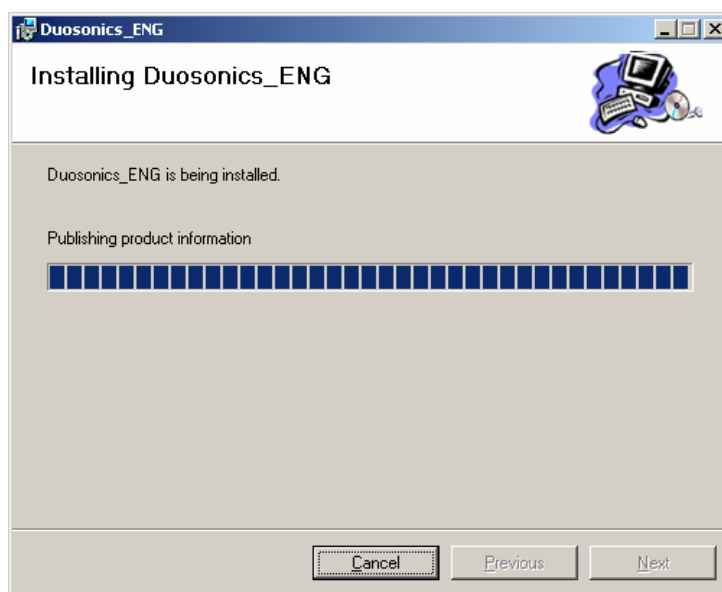 Duosonics_ENG
Installing Duosonics_ENG
Duosonics_ENG is being installed.
Publishing product information
Cancel
Previous
Next